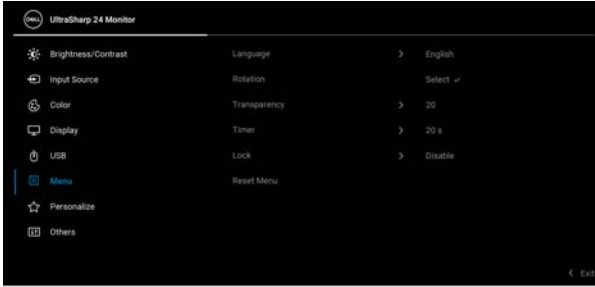 DELL UltraSharp 24 Monitor
Brightness/Contrast Language > English
Input Source Rotation Select ✓
Color Transparency > 20
Display Timer > 20 s
USB Lock > Disable
Menu Reset Menu
Personalize
Others
< Exit